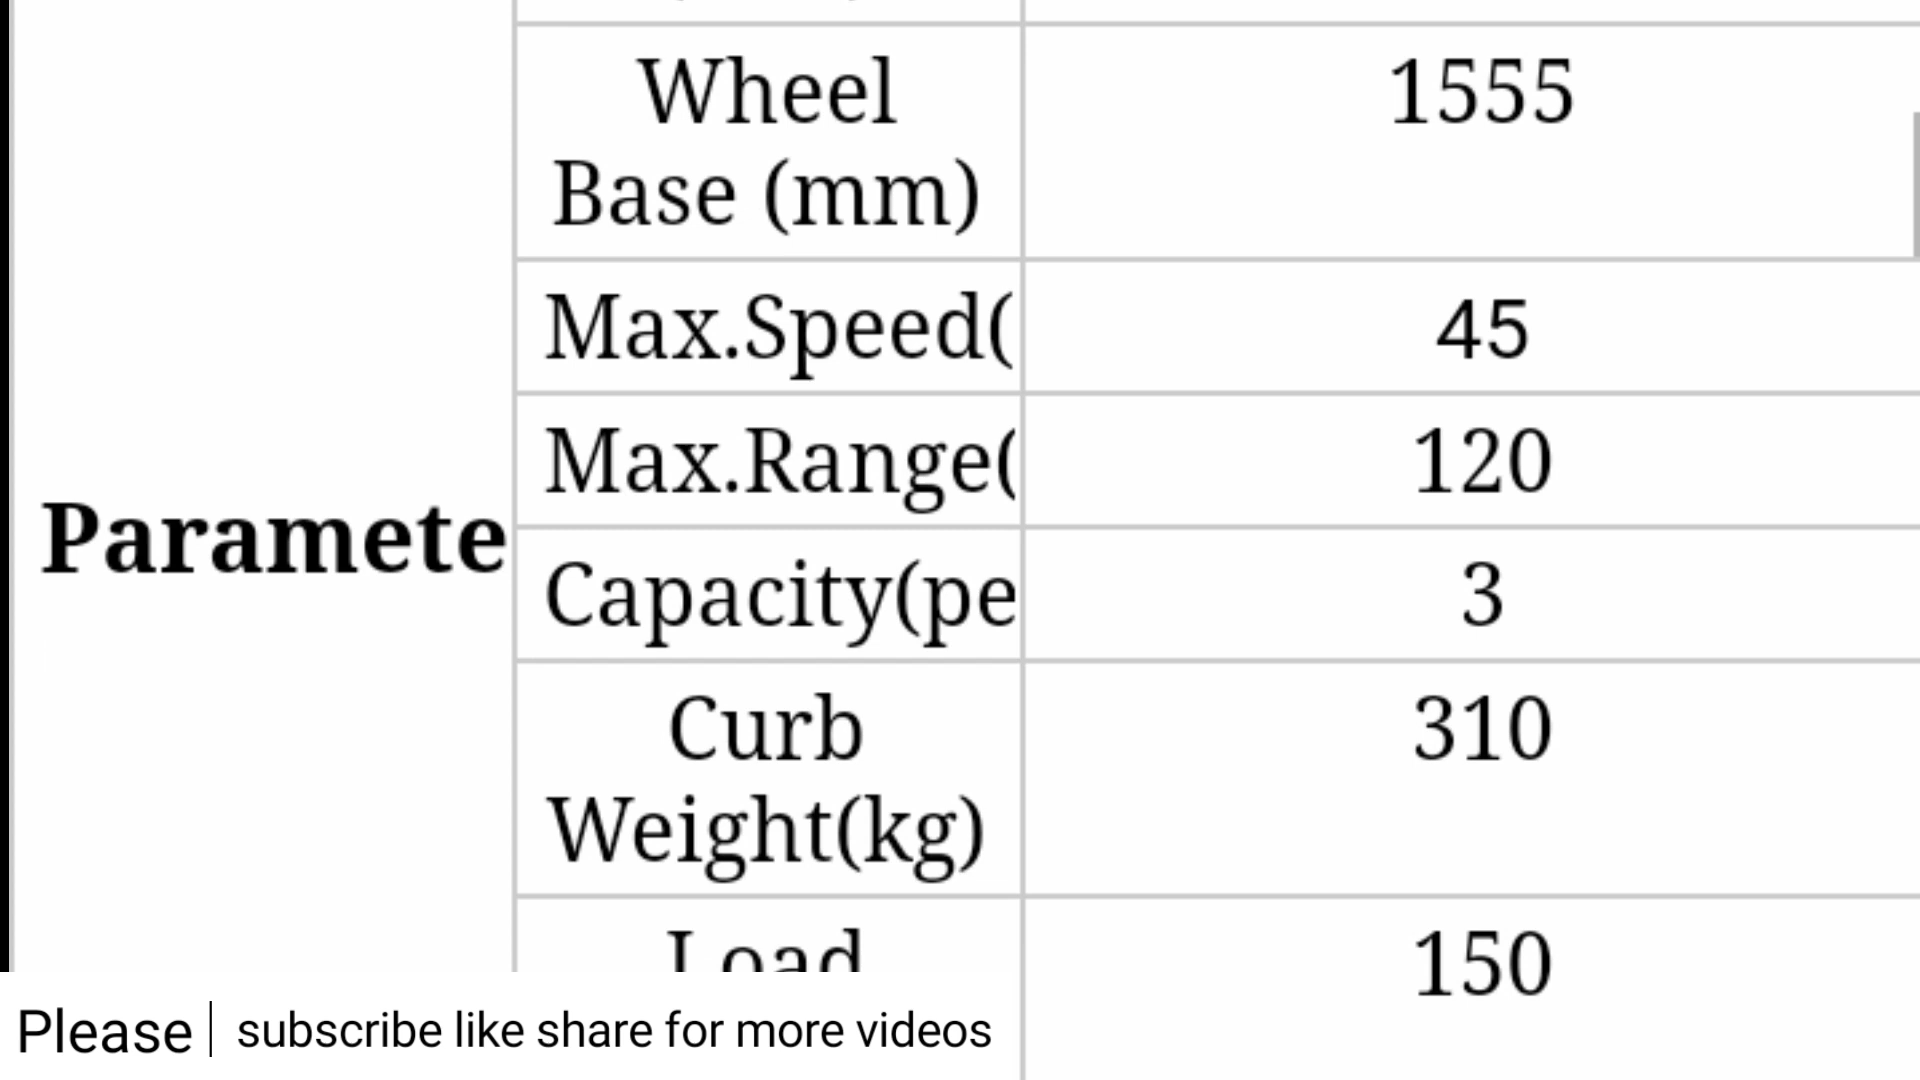 Wheel
Base (mm)
1555
Max.Speed(
45
Max.Range(
120
Paramete
Capacity(pe
3
Curb
Weight(kg)
310
Load
150
Please
subscribe like share for more videos